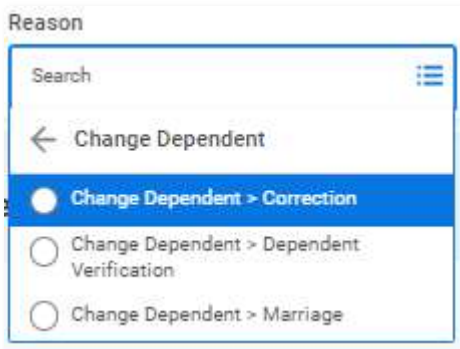 Reason
Search
Change Dependent
Change Dependent > Correction
Change Dependent > Dependent
Verification
Change Dependent > Marriage